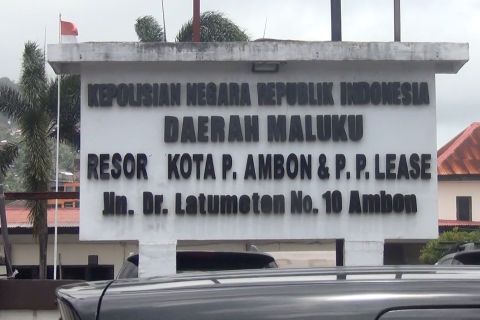 KEPOLISIAN NEGARA REPUBLIK INDONESIA
DAERAH MALUKU
RESOR KOTA P. AMBON & P. P. LEASE
Jln. Dr. Latumeten No. 10 Ambon